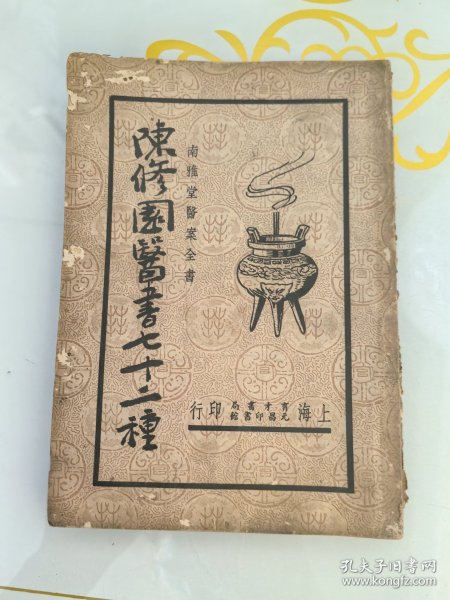 陳修園醫書七十二種
南雅堂醫案全書
上海育才書局元昌印書館印行
孔夫子旧书网
www.kongfz.com